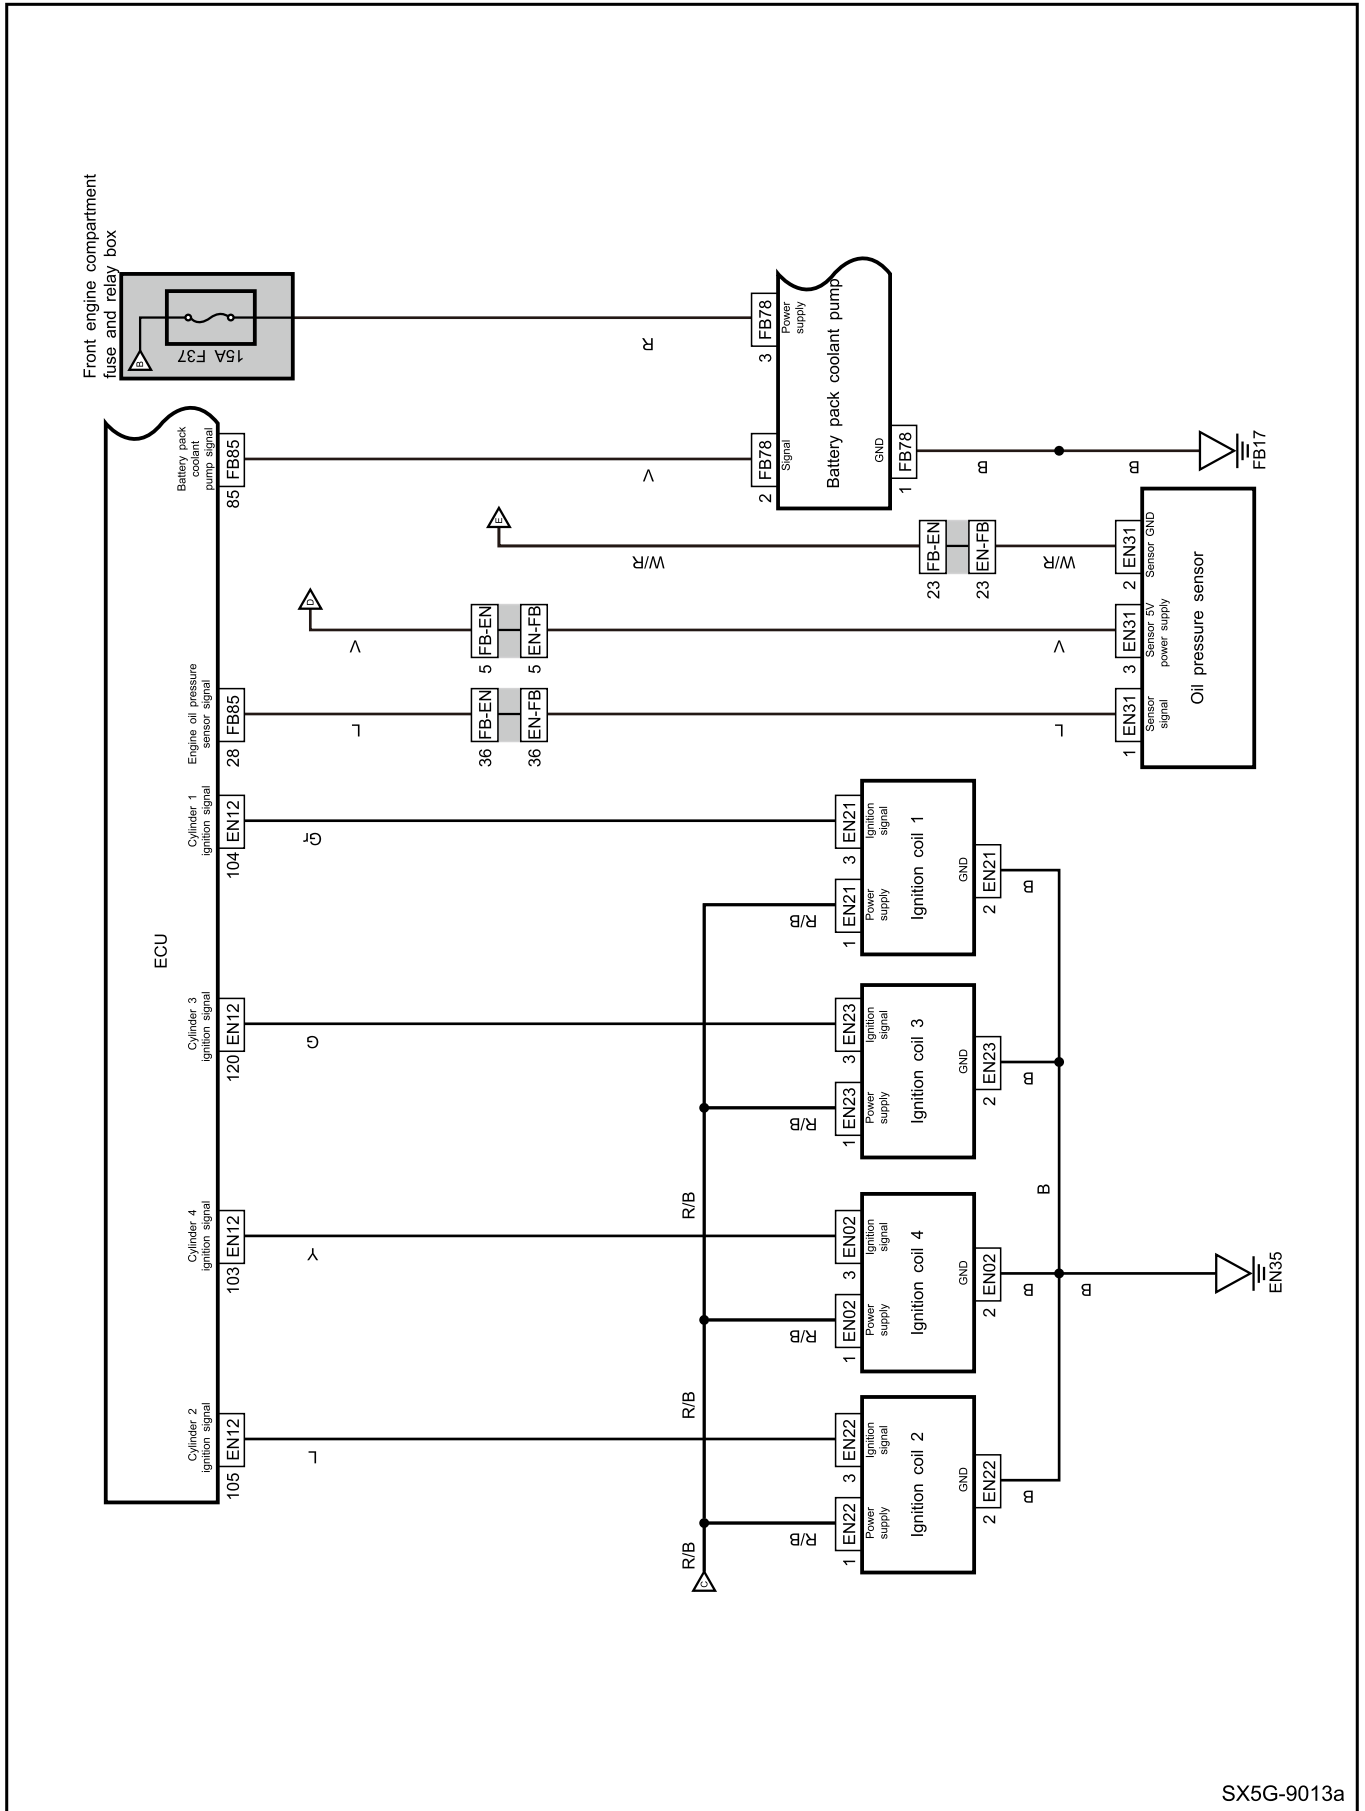 Front engine compartment
fuse and relay box
B
15A F37
R
3 FB78
Power
supply
Battery pack
coolant
pump signal
85 FB85
V
2 FB78
Signal
Battery pack coolant pump
GND
1 FB78
B
B
FB17
E
W/R
23 FB-EN
23 EN-FB
W/R
2 EN31
Sensor GND
D
V
5 FB-EN
5 EN-FB
V
3 EN31
Sensor 5V
power supply
Engine oil pressure
sensor signal
28 FB85
L
36 FB-EN
36 EN-FB
L
1 EN31
Sensor
signal
Oil pressure sensor
ECU
Cylinder 1
ignition signal
104 EN12
Gr
3 EN21
Ignition
signal
R/B
1 EN21
Power
supply
Ignition coil 1
GND
2 EN21
B
Cylinder 3
ignition signal
120 EN12
G
3 EN23
Ignition
signal
R/B
1 EN23
Power
supply
Ignition coil 3
GND
2 EN23
B
R/B
B
Cylinder 4
ignition signal
103 EN12
Y
3 EN02
Ignition
signal
R/B
1 EN02
Power
supply
Ignition coil 4
GND
2 EN02
B
B
EN35
R/B
Cylinder 2
ignition signal
105 EN12
L
3 EN22
Ignition
signal
R/B
1 EN22
Power
supply
Ignition coil 2
GND
2 EN22
B
R/B
C
SX5G-9013a